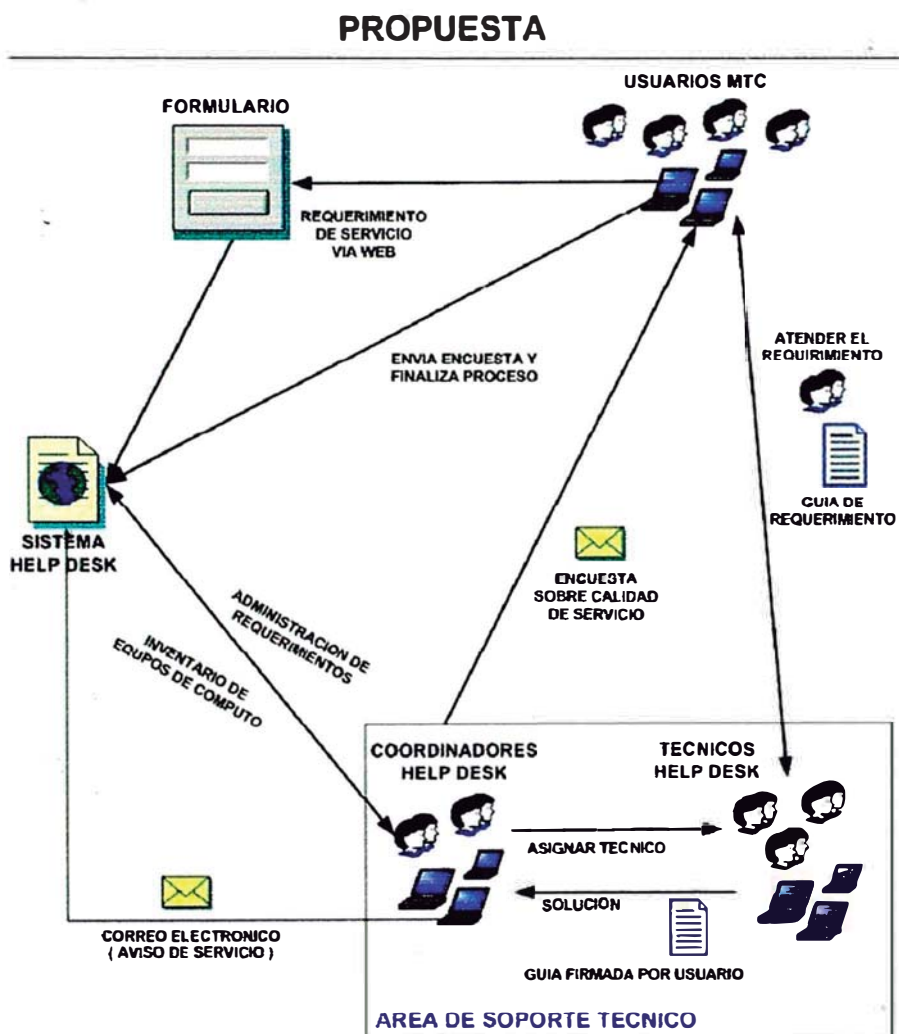 PROPUESTA
USUARIOS MTC
FORMULARIO
REQUERIMIENTO
DE SERVICIO
VIA WEB
ATENDER EL
REQUIRIMIENTO
ENVIA ENCUESTA Y
FINALIZA PROCESO
GUIA DE
REQUERIMIENTO
SISTEMA
HELP DESK
ENCUESTA
SOBRE CALIDAD
DE SERVICIO
ADMINISTRACION DE
REQUERIMIENTOS
INVENTARIO DE
EQUPOS DE COMPUTO
COORDINADORES
HELP DESK
TECNICOS
HELP DESK
ASIGNAR TECNICO
SOLUCION
CORREO ELECTRONICO
( AVISO DE SERVICIO )
GUIA FIRMADA POR USUARIO
AREA DE SOPORTE TECNICO